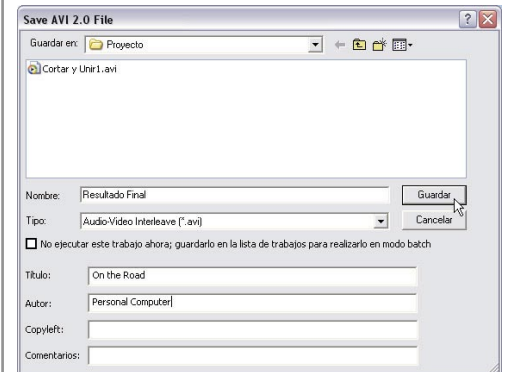 Save AVI 2.0 File
Guardar en: Proyecto
Cortar y Unir1.avi
Nombre: Resultado Final Guardar
Tipo: Audio-Video Interleave (*.avi) Cancelar
No ejecutar este trabajo ahora; guardarlo en la lista de trabajos para realizarlo en modo batch
Título: On the Road
Autor: Personal Computer
Copyleft:
Comentarios: